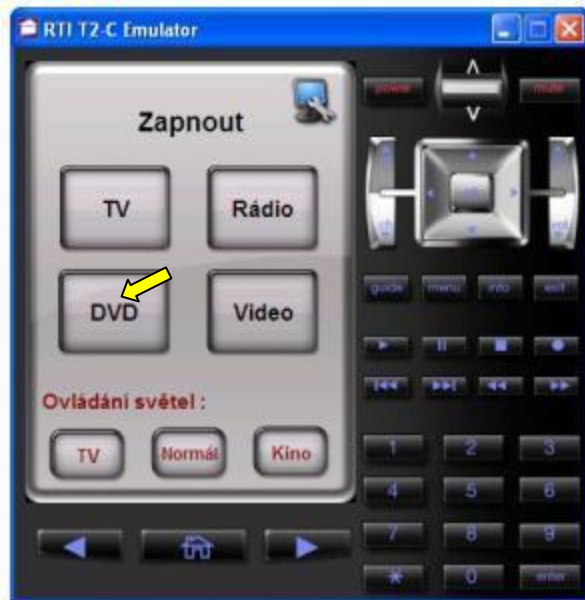 RTI T2-C Emulator
power
mute
Zapnout
TV
Rádio
DVD
Video
guide menu info exit
Ovládání světel :
TV
Normál
Kino
1 2 3
4 5 6
7 8 9
* 0 enter